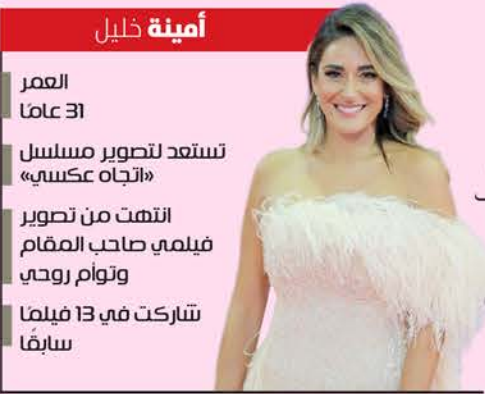 أمينة خليل
العمر
31 عامًا
تستعد لتصوير مسلسل
«اتجاه عكسي»
انتهت من تصوير
فيلمي صاحب المقام
وتوأم روحي
شاركت في 13 فيلمًا
سابقًا